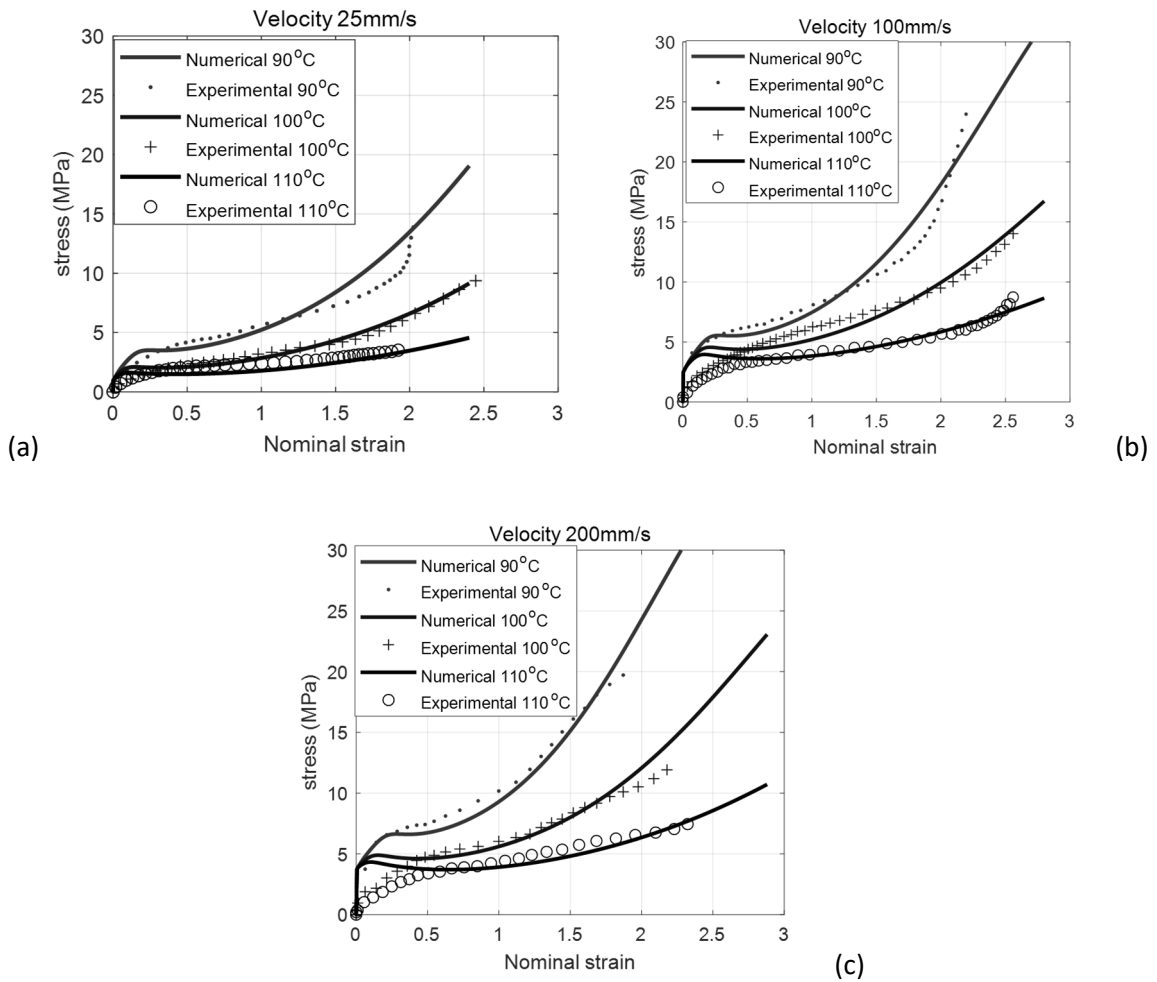 Velocity 25mm/s
30
25
20
15
10
5
0
stress (MPa)
Numerical 90°C
Experimental 90°C
Numerical 100°C
Experimental 100°C
Numerical 110°C
Experimental 110°C
0 0.5 1 1.5 2 2.5 3
Nominal strain
(a)
Velocity 100mm/s
30
25
20
15
10
5
0
stress (MPa)
Numerical 90°C
Experimental 90°C
Numerical 100°C
Experimental 100°C
Numerical 110°C
Experimental 110°C
0 0.5 1 1.5 2 2.5 3
Nominal strain
(b)
Velocity 200mm/s
30
25
20
15
10
5
0
stress (MPa)
Numerical 90°C
Experimental 90°C
Numerical 100°C
Experimental 100°C
Numerical 110°C
Experimental 110°C
0 0.5 1 1.5 2 2.5 3
Nominal strain
(c)